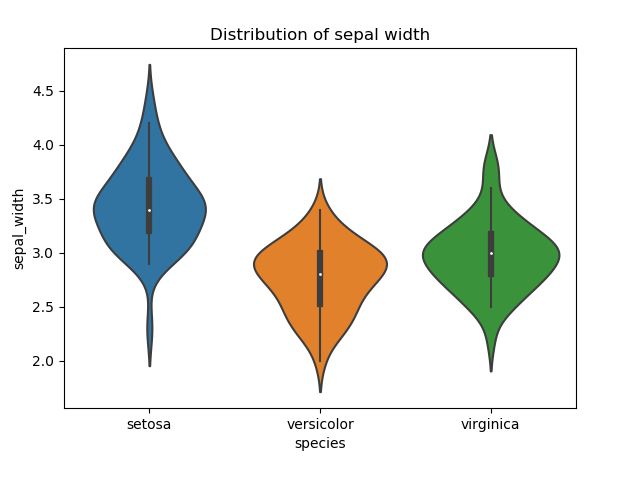 Distribution of sepal width
4.5
4.0
3.5
3.0
2.5
2.0
sepal_width
setosa versicolor virginica
species